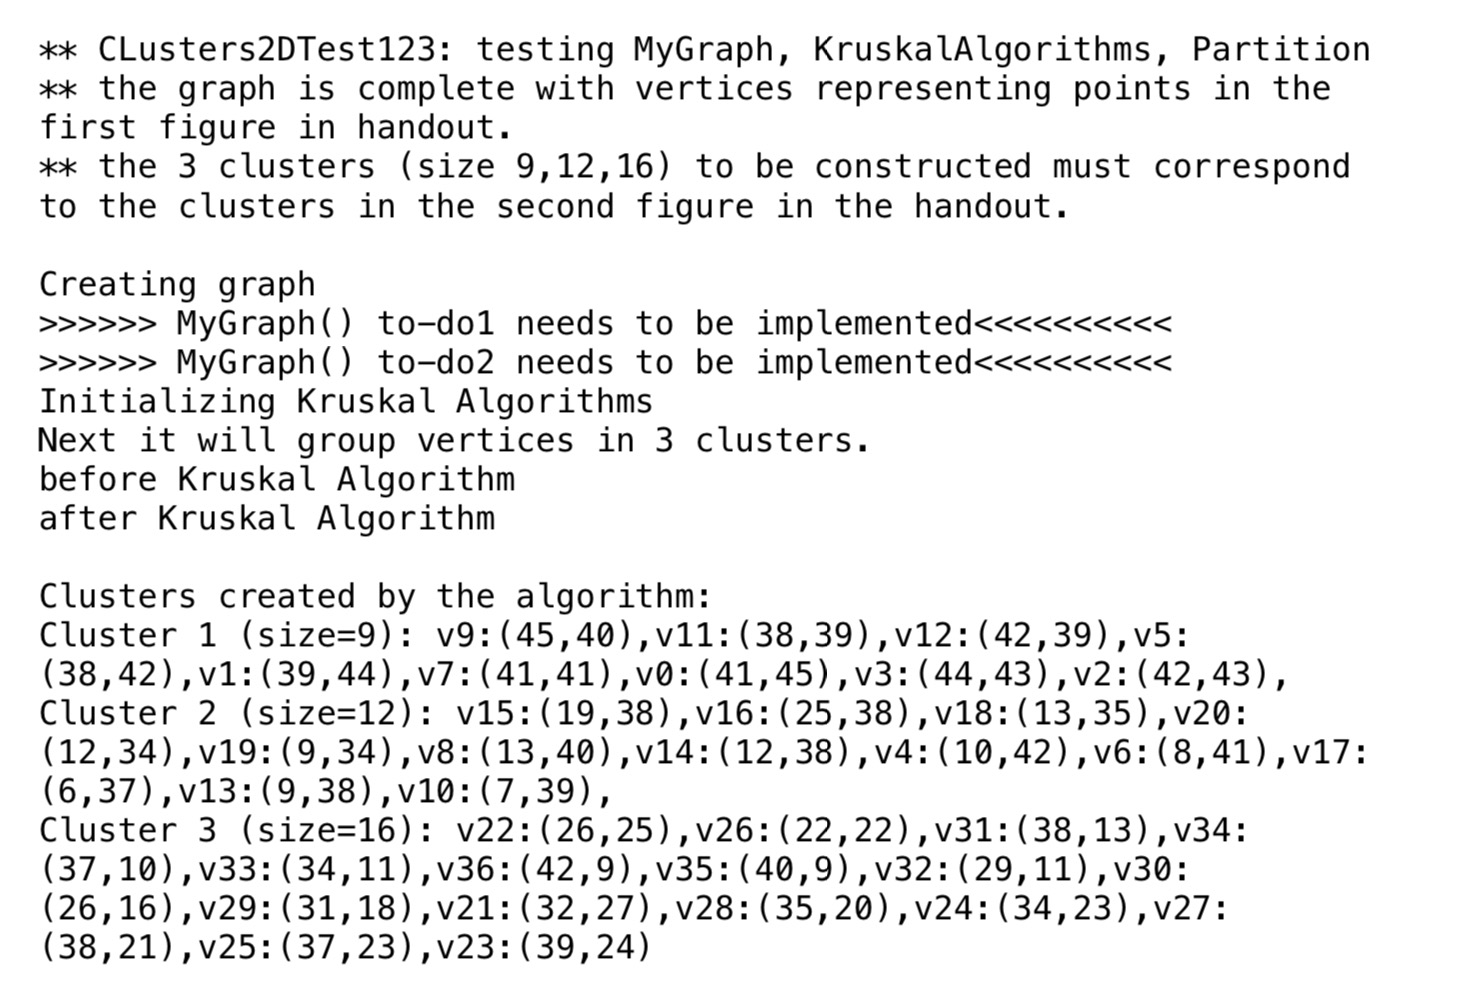 ** CLusters2DTest123: testing MyGraph, KruskalAlgorithms, Partition
** the graph is complete with vertices representing points in the
first figure in handout.
** the 3 clusters (size 9,12,16) to be constructed must correspond
to the clusters in the second figure in the handout.
Creating graph
>>>>>> MyGraph() to-do1 needs to be implemented<<<<<<<<<<
>>>>>> MyGraph() to-do2 needs to be implemented<<<<<<<<<<
Initializing Kruskal Algorithms
Next it will group vertices in 3 clusters.
before Kruskal Algorithm
after Kruskal Algorithm
Clusters created by the algorithm:
Cluster 1 (size=9): v9:(45,40),v11:(38,39),v12:(42,39),v5:
(38,42),v1:(39,44),v7:(41,41),v0:(41,45),v3:(44,43),v2:(42,43),
Cluster 2 (size=12): v15:(19,38),v16:(25,38),v18:(13,35),v20:
(12,34),v19:(9,34),v8:(13,40),v14:(12,38),v4:(10,42),v6:(8,41),v17:
(6,37),v13:(9,38),v10:(7,39),
Cluster 3 (size=16): v22:(26,25),v26:(22,22),v31:(38,13),v34:
(37,10),v33:(34,11),v36:(42,9),v35:(40,9),v32:(29,11),v30:
(26,16),v29:(31,18),v21:(32,27),v28:(35,20),v24:(34,23),v27:
(38,21),v25:(37,23),v23:(39,24)